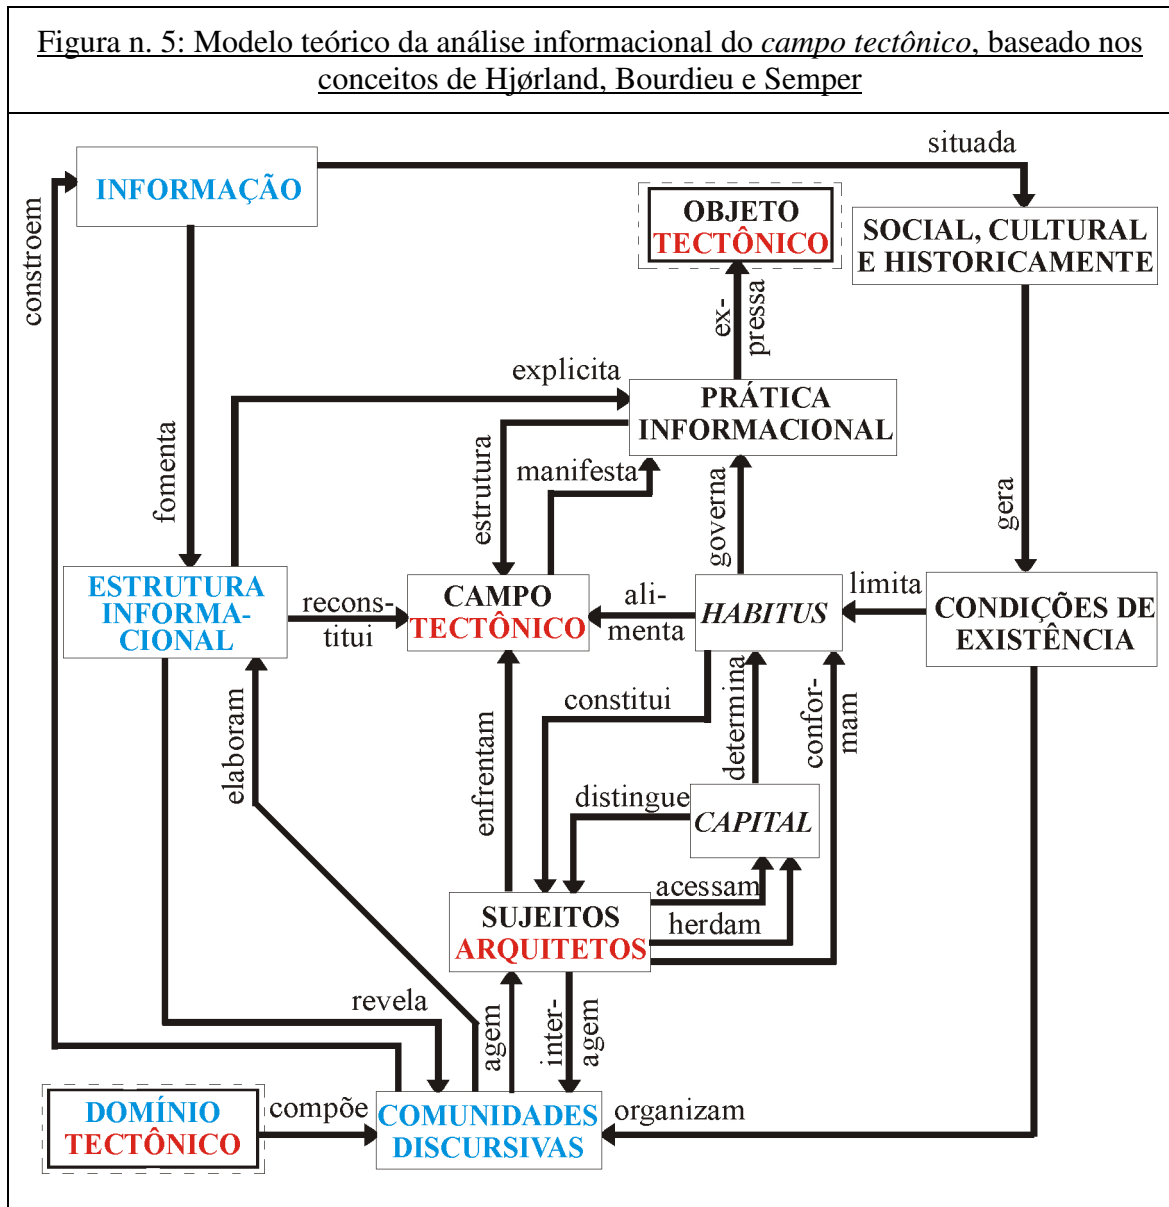 Figura n. 5: Modelo teórico da análise informacional do campo tectônico, baseado nos
conceitos de Hjørland, Bourdieu e Semper
situada
constroem
INFORMAÇÃO
OBJETO
TECTÔNICO
SOCIAL, CULTURAL
E HISTORICAMENTE
ex-
pressa
explicita
PRÁTICA
INFORMACIONAL
fomenta
estrutura
manifesta
governa
gera
ESTRUTURA
INFORMA-
CIONAL
recons-
titui
CAMPO
TECTÔNICO
ali-
menta
HABITUS
limita
CONDIÇÕES DE
EXISTÊNCIA
elaboram
enfrentam
constitui
determina
confor-
mam
distingue
CAPITAL
acessam
herdam
SUJEITOS
ARQUITETOS
revela
agem
inter-
agem
DOMÍNIO
TECTÔNICO
compõe
COMUNIDADES
DISCURSIVAS
organizam